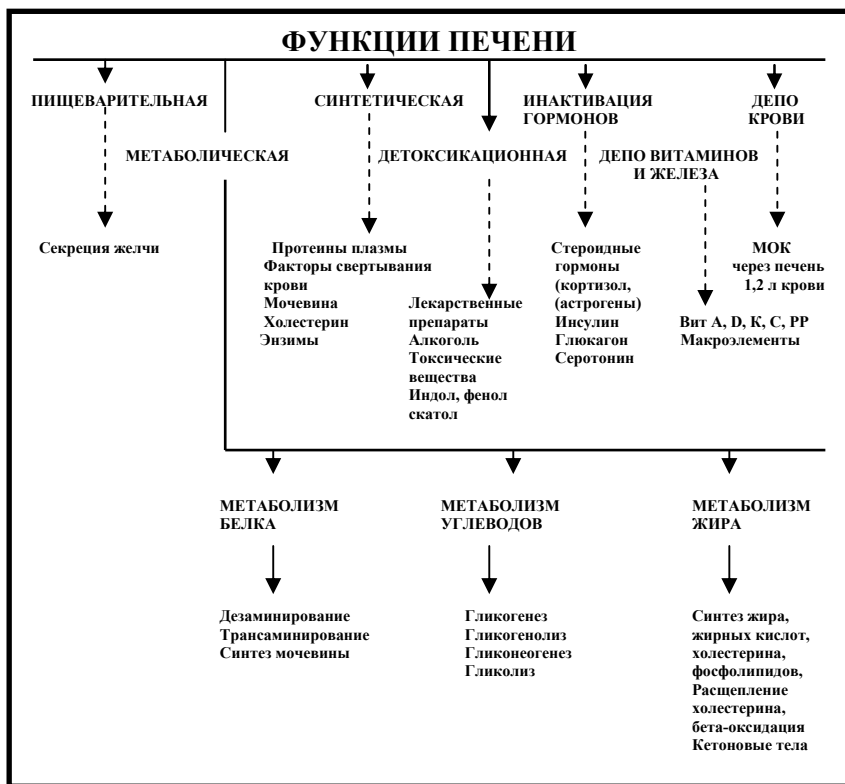 ФУНКЦИИ ПЕЧЕНИ
ПИЩЕВАРИТЕЛЬНАЯ
СИНТЕТИЧЕСКАЯ
ИНАКТИВАЦИЯ
ГОРМОНОВ
ДЕПО
КРОВИ
МЕТАБОЛИЧЕСКАЯ
ДЕТОКСИКАЦИОННАЯ
ДЕПО ВИТАМИНОВ
И ЖЕЛЕЗА
Секреция желчи
Протеины плазмы
Факторы свертывания
крови
Мочевина
Холестерин
Энзимы
Лекарственные
препараты
Алкоголь
Токсические
вещества
Индол, фенол
скатол
Стероидные
гормоны
(кортизол,
(астрогены)
Инсулин
Глюкагон
Серотонин
Вит А, D, К, С, РР
Макроэлементы
МОК
через печень
1,2 л крови
МЕТАБОЛИЗМ
БЕЛКА
МЕТАБОЛИЗМ
УГЛЕВОДОВ
МЕТАБОЛИЗМ
ЖИРА
Дезаминирование
Трансаминирование
Синтез мочевины
Гликогенез
Гликогенолиз
Гликонеогенез
Гликолиз
Синтез жира,
жирных кислот,
холестерина,
фосфолипидов,
Расщепление
холестерина,
бета-оксидация
Кетоновые тела